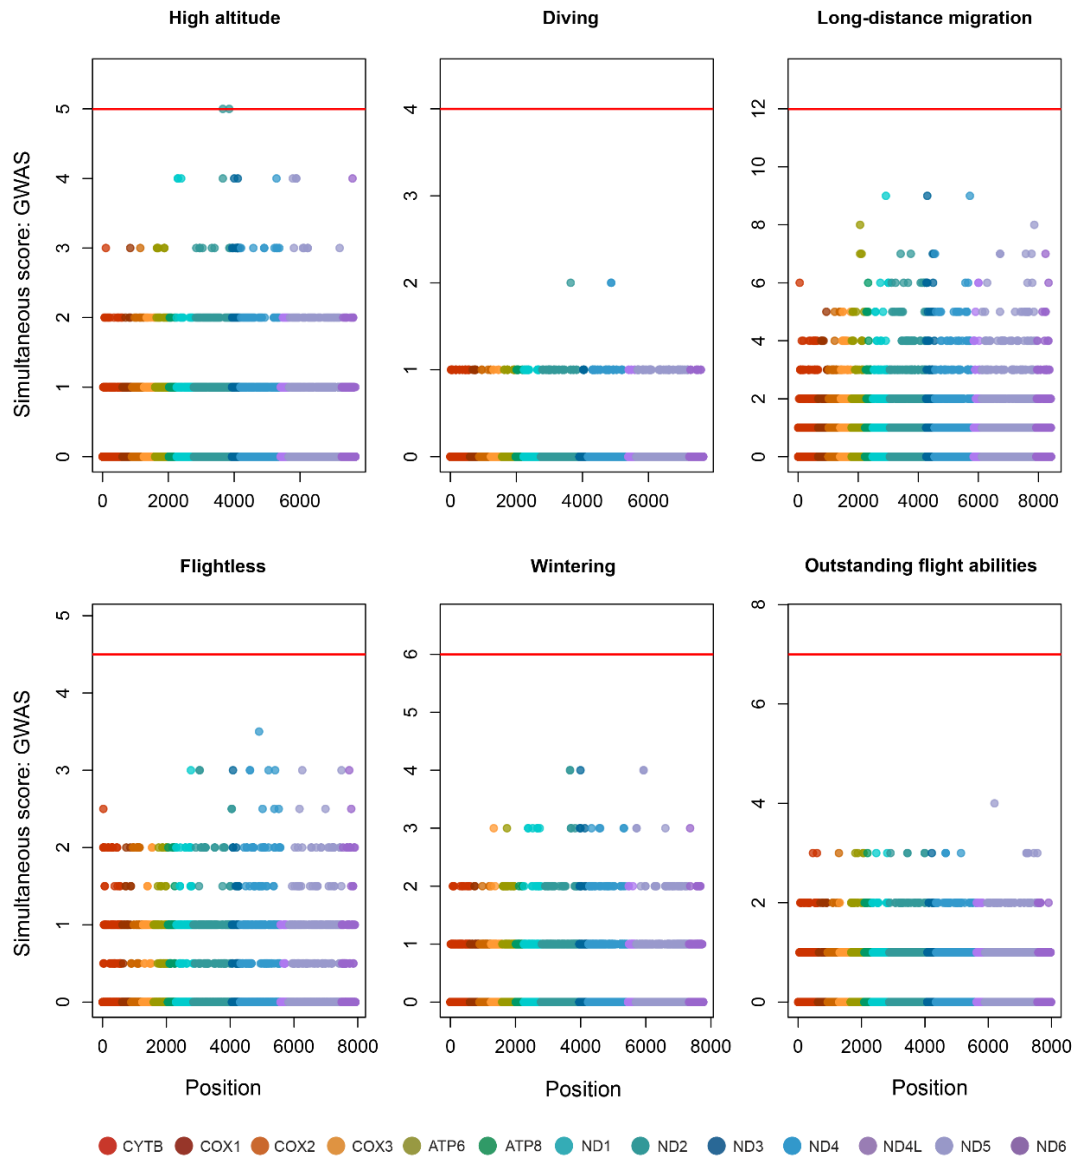 High altitude Diving Long-distance migration
Simultaneous score: GWAS
5
4
3
2
1
0
0 2000 4000 6000
4
3
2
1
0
0 2000 4000 6000
12
10
8
6
4
2
0
0 2000 4000 6000 8000
Flightless Wintering Outstanding flight abilities
Simultaneous score: GWAS
5
4
3
2
1
0
0 2000 4000 6000 8000
Position
6
5
4
3
2
1
0
0 2000 4000 6000 8000
Position
8
6
4
2
0
0 2000 4000 6000 8000
Position
CYTB COX1 COX2 COX3 ATP6 ATP8 ND1 ND2 ND3 ND4 ND4L ND5 ND6